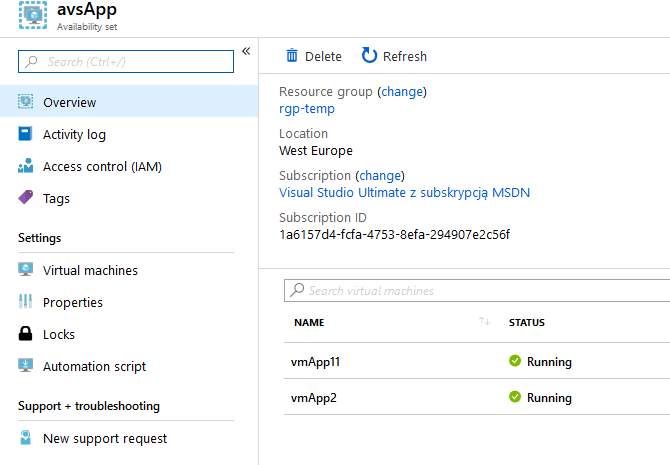 avsApp
Availability set
Search (Ctrl+/)
«
Overview
Activity log
Access control (IAM)
Tags
Settings
Virtual machines
Properties
Locks
Automation script
Support + troubleshooting
New support request
Delete Refresh
Resource group (change)
rgp-temp
Location
West Europe
Subscription (change)
Visual Studio Ultimate z subskrypcją MSDN
Subscription ID
1a6157d4-fcfa-4753-8efa-294907e2c56f
Search virtual machines
NAME STATUS
vmApp11 Running
vmApp2 Running